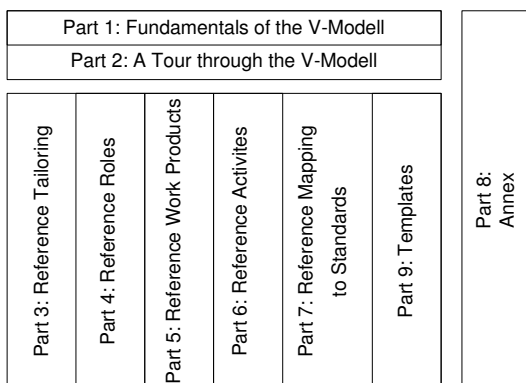 Part 1: Fundamentals of the V-Modell
Part 2: A Tour through the V-Modell
Part 3: Reference Tailoring
Part 4: Reference Roles
Part 5: Reference Work Products
Part 6: Reference Activites
Part 7: Reference Mapping
to Standards
Part 9: Templates
Part 8:
Annex